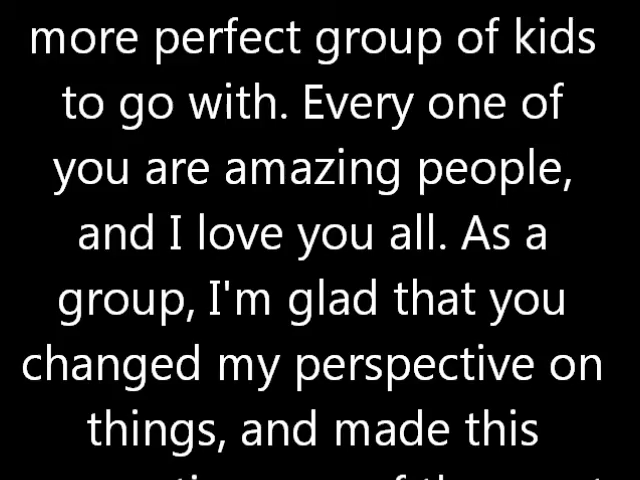 more perfect group of kids
to go with. Every one of
you are amazing people,
and I love you all. As a
group, I'm glad that you
changed my perspective on
things, and made this